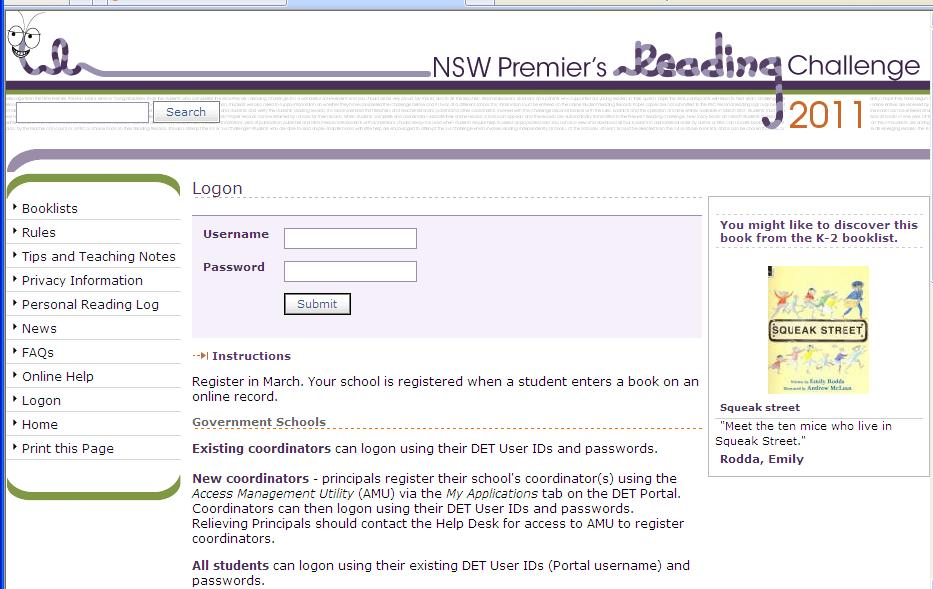 NSW Premier's Reading Challenge
2011
Search
Booklists
Rules
Tips and Teaching Notes
Privacy Information
Personal Reading Log
News
FAQs
Online Help
Logon
Home
Print this Page
Logon
Username
Password
Submit
Instructions
Register in March. Your school is registered when a student enters a book on an
online record.
Government Schools
Existing coordinators can logon using their DET User IDs and passwords.
New coordinators - principals register their school's coordinator(s) using the
Access Management Utility (AMU) via the My Applications tab on the DET Portal.
Coordinators can then logon using their DET User IDs and passwords.
Relieving Principals should contact the Help Desk for access to AMU to register
coordinators.
All students can logon using their existing DET User IDs (Portal username) and
passwords.
You might like to discover this
book from the K-2 booklist.
SQUEAK STREET
Written by Emily Rodda
Illustrated by Andrew McLean
Squeak street
"Meet the ten mice who live in
Squeak Street."
Rodda, Emily